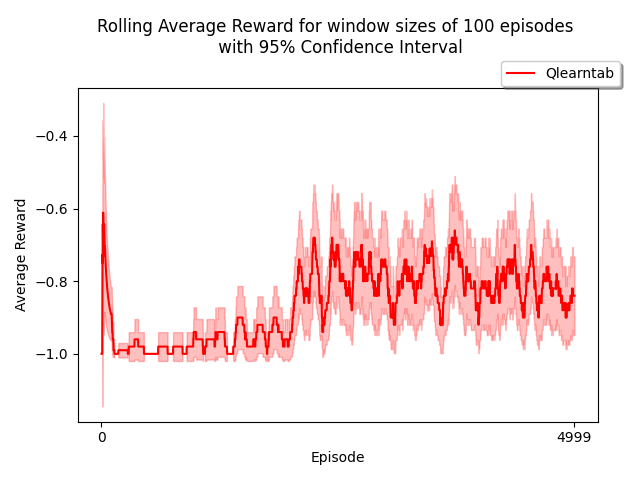 Rolling Average Reward for window sizes of 100 episodes
with 95% Confidence Interval
Qlearntab
−0.4
−0.6
−0.8
−1.0
Average Reward
0
4999
Episode